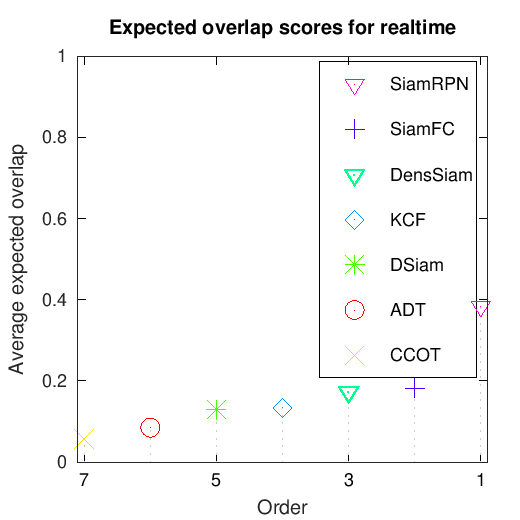 Expected overlap scores for realtime
Average expected overlap
1
0.8
0.6
0.4
0.2
0
SiamRPN
SiamFC
DensSiam
KCF
DSiam
ADT
CCOT
7
5
3
1
Order